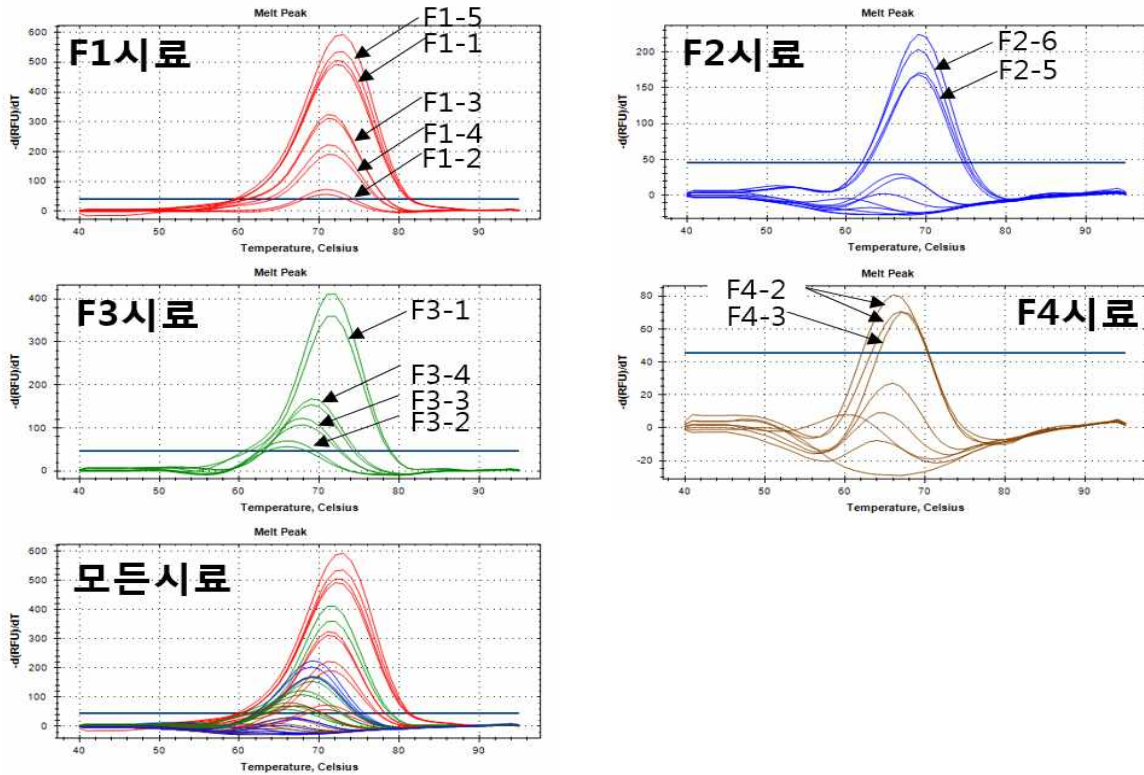 Melt Peak
F1시료
F1-5
F1-1
F1-3
F1-4
F1-2
600
500
400
300
200
100
0
-d(RFU)/dT
40
50
60
70
80
90
Temperature, Celsius
Melt Peak
F2시료
F2-6
F2-5
200
150
100
50
0
-d(RFU)/dT
40
50
60
70
80
90
Temperature, Celsius
Melt Peak
F3시료
F3-1
F3-4
F3-3
F3-2
400
300
200
100
0
-d(RFU)/dT
40
50
60
70
80
90
Temperature, Celsius
Melt Peak
F4-2
F4-3
F4시료
80
60
40
20
0
-20
-d(RFU)/dT
40
50
60
70
80
90
Temperature, Celsius
Melt Peak
모든시료
600
500
400
300
200
100
0
-d(RFU)/dT
40
50
60
70
80
90
Temperature, Celsius